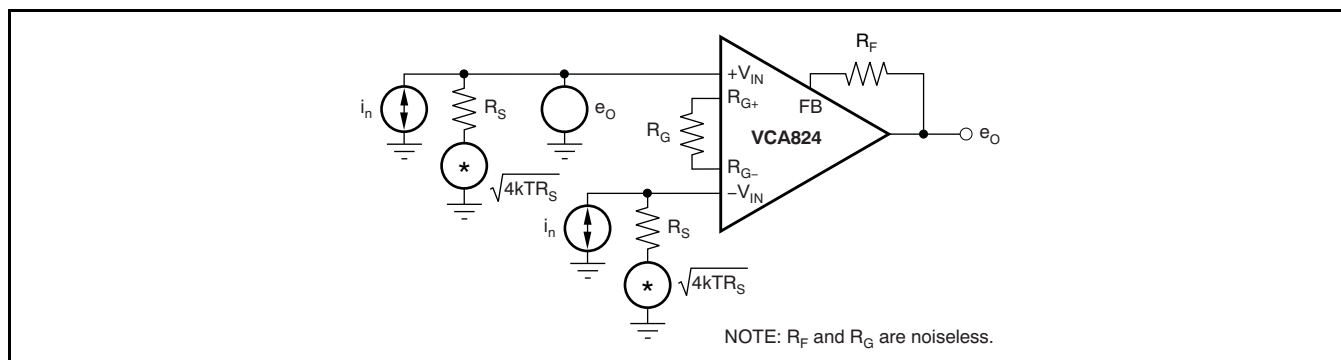 R_F
+V_IN
i_n
R_S
e_O
R_G+
FB
R_G
VCA824
e_O
*
√4kTR_S
R_G−
−V_IN
i_n
R_S
*
√4kTR_S
NOTE: R_F and R_G are noiseless.